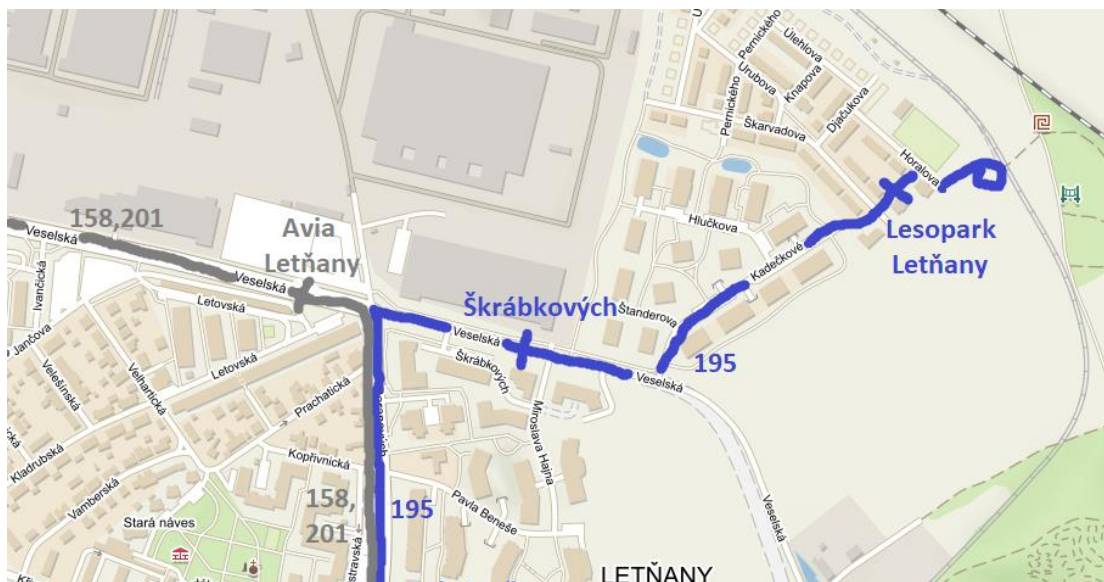 Pernického
Úlehlova
Urubova
Knapova
Pernického
Djačukova
Škarvadova
Horalova
158,201
Veselská
Avia
Letňany
Hlučkova
Lesopark
Letňany
Kadečkové
Ivančická
Veselská
Letovská
Škrábkových
Štanderova
Veselská
195
Jančova
Velešínská
Velhartická
Letovská
Prachatická
Škrábkových
Veselská
Miroslava Hajna
Kladrubská
Kopřivnická
Vamberská
158,
201
195
Pavla Beneše
Veselská
Stará náves
LETŇANY